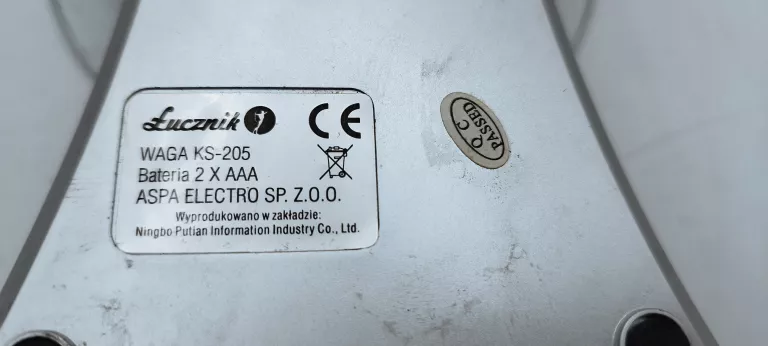 Łucznik
CE
WAGA KS-205
Bateria 2 X AAA
ASPA ELECTRO SP. Z.O.O.
Wyprodukowano w zakładzie:
Ningbo Putian Information Industry Co., Ltd.
Q C
PASSED